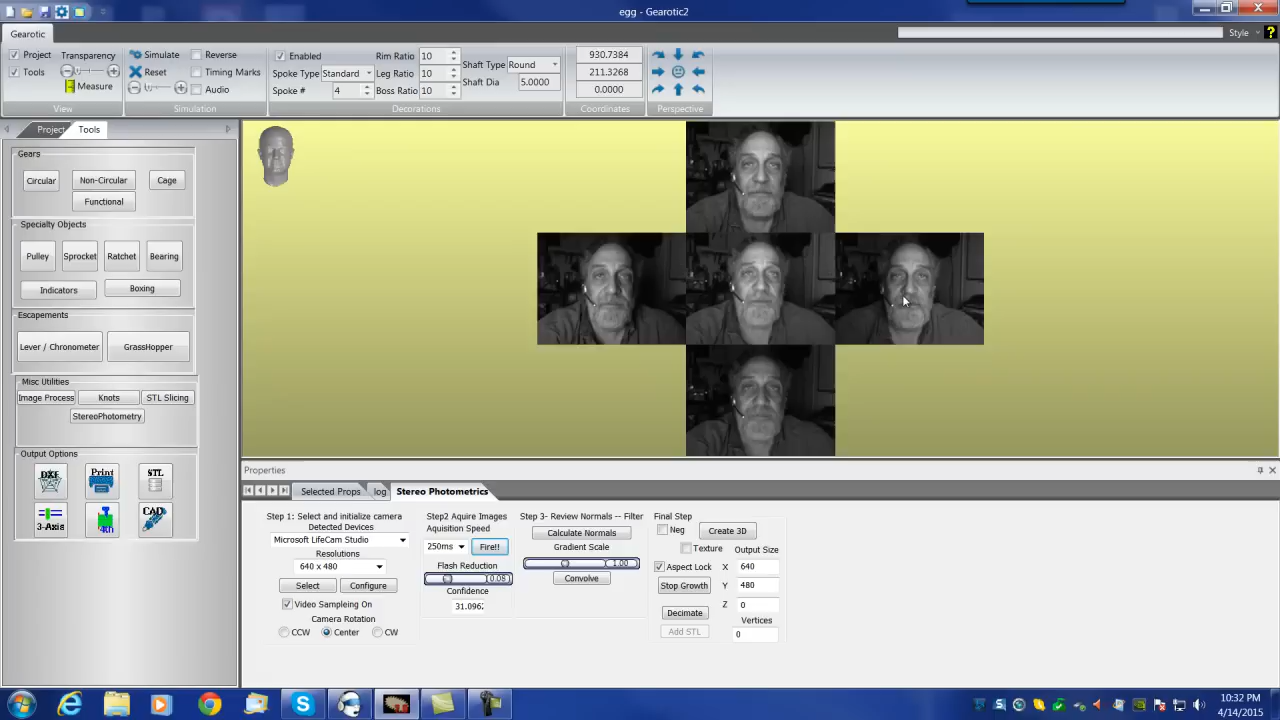 egg - Gearotic2
Gearotic
Style
Project
Transparency
Tools
Measure
View
Simulate
Reverse
Reset
Timing Marks
Audio
Simulation
Enabled
Rim Ratio 10
Spoke Type Standard
Leg Ratio 10
Spoke # 4
Boss Ratio 10
Shaft Type Round
Shaft Dia 5.0000
Decorations
930.7384
211.3268
0.0000
Coordinates
Perspective
Project
Tools
Gears
Circular
Non-Circular
Cage
Functional
Specialty Objects
Pulley
Sprocket
Ratchet
Bearing
Indicators
Boxing
Escapements
Lever / Chronometer
GrassHopper
Misc Utilities
Image Process
Knots
STL Slicing
StereoPhotometry
Output Options
DXF
Print
STL
3-Axis
4th
CAD
Properties
Selected Props
log
Stereo Photometrics
Step 1: Select and initialize camera
Detected Devices
Microsoft LifeCam Studio
Resolutions
640 x 480
Select
Configure
Video Sampleing On
Camera Rotation
CCW
Center
CW
Step2 Aquire Images
Aquisition Speed
250ms
Fire!!
Flash Reduction
0.08
Confidence
31.096
Step 3- Review Normals -- Filter
Calculate Normals
Gradient Scale
1.00
Convolve
Final Step
Neg
Create 3D
Texture
Output Size
Aspect Lock
X 640
Stop Growth
Y 480
Z 0
Decimate
Vertices
Add STL
0
10:32 PM
4/14/2015